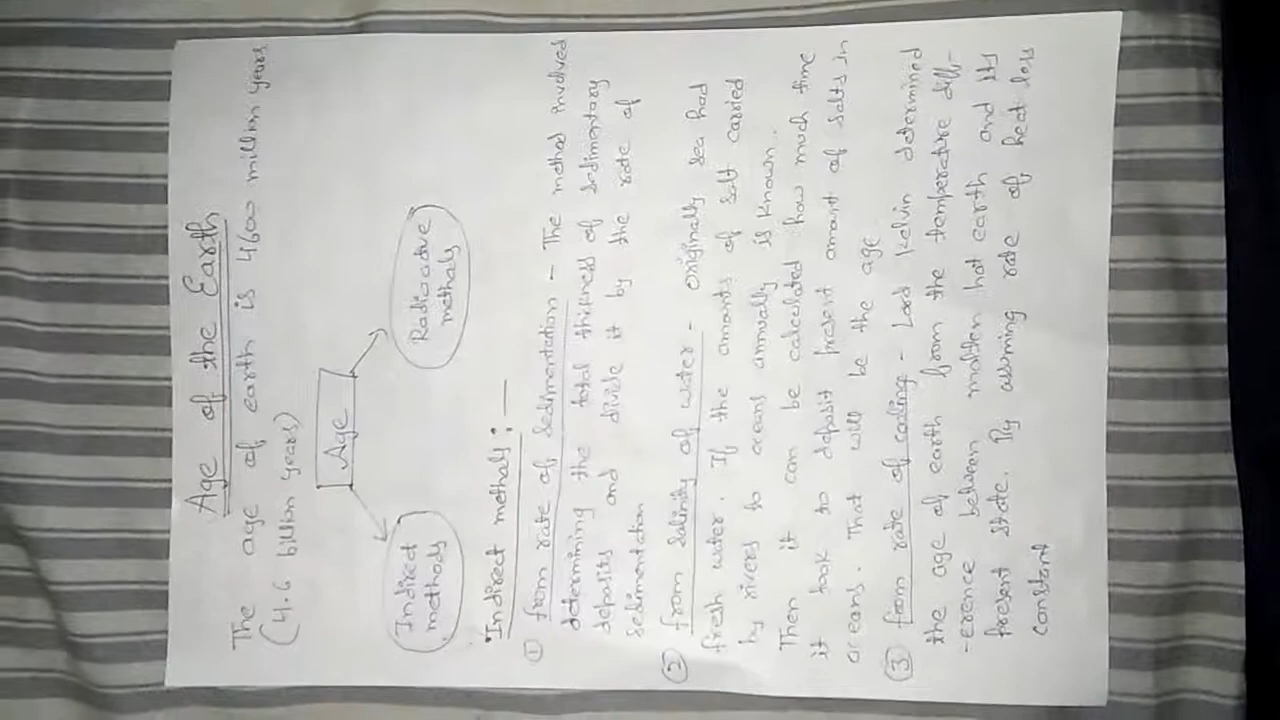 Age of the Earth
The age of earth is 4600 million years
(4.6 billion years)
Age
Indirect methods
Radioactive methods
Indirect methods : —
① from rate of sedimentation - The method involved
determining the total thickness of sedimentary
deposits and divide it by the rate of
sedimentation
② from salinity of water - originally sea had
fresh water. If the amounts of salt carried
by rivers to oceans annually is known.
Then it can be calculated how much time
it took to deposit present amount of salts in
oceans. That will be the age
③ from rate of cooling - Lord Kelvin determined
the age of earth from the temperature diff-
-erence between molten hot earth and its
present state. By assuming rate of heat loss
constant